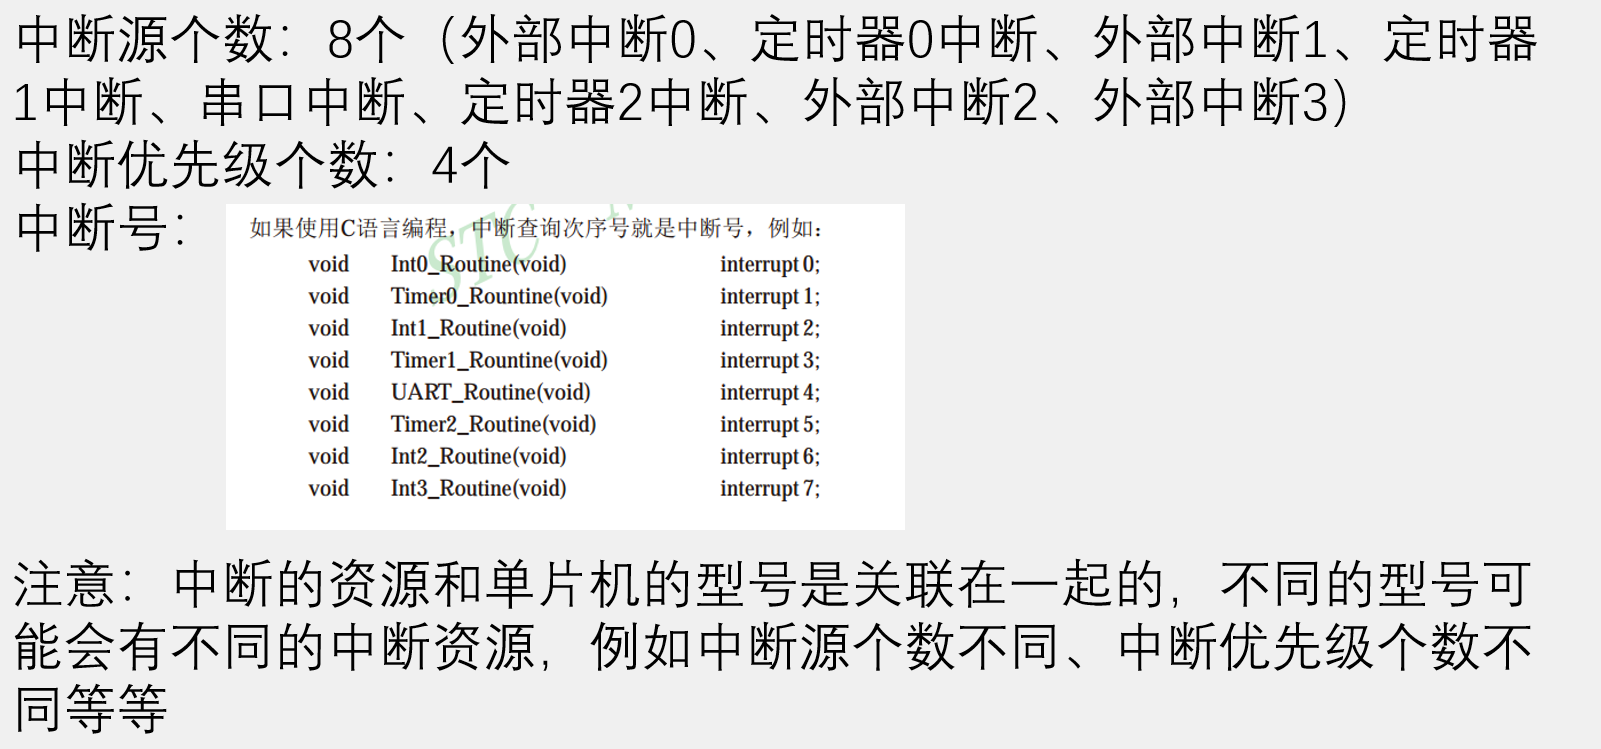 中断源个数：8个（外部中断0、定时器0中断、外部中断1、定时器
1中断、串口中断、定时器2中断、外部中断2、外部中断3）
中断优先级个数：4个
中断号：
如果使用C语言编程，中断查询次序号就是中断号，例如：
void Int0_Routine(void) interrupt 0;
void Timer0_Rountine(void) interrupt 1;
void Int1_Routine(void) interrupt 2;
void Timer1_Rountine(void) interrupt 3;
void UART_Routine(void) interrupt 4;
void Timer2_Routine(void) interrupt 5;
void Int2_Routine(void) interrupt 6;
void Int3_Routine(void) interrupt 7;
STC
注意：中断的资源和单片机的型号是关联在一起的，不同的型号可
能会有不同的中断资源，例如中断源个数不同、中断优先级个数不
同等等